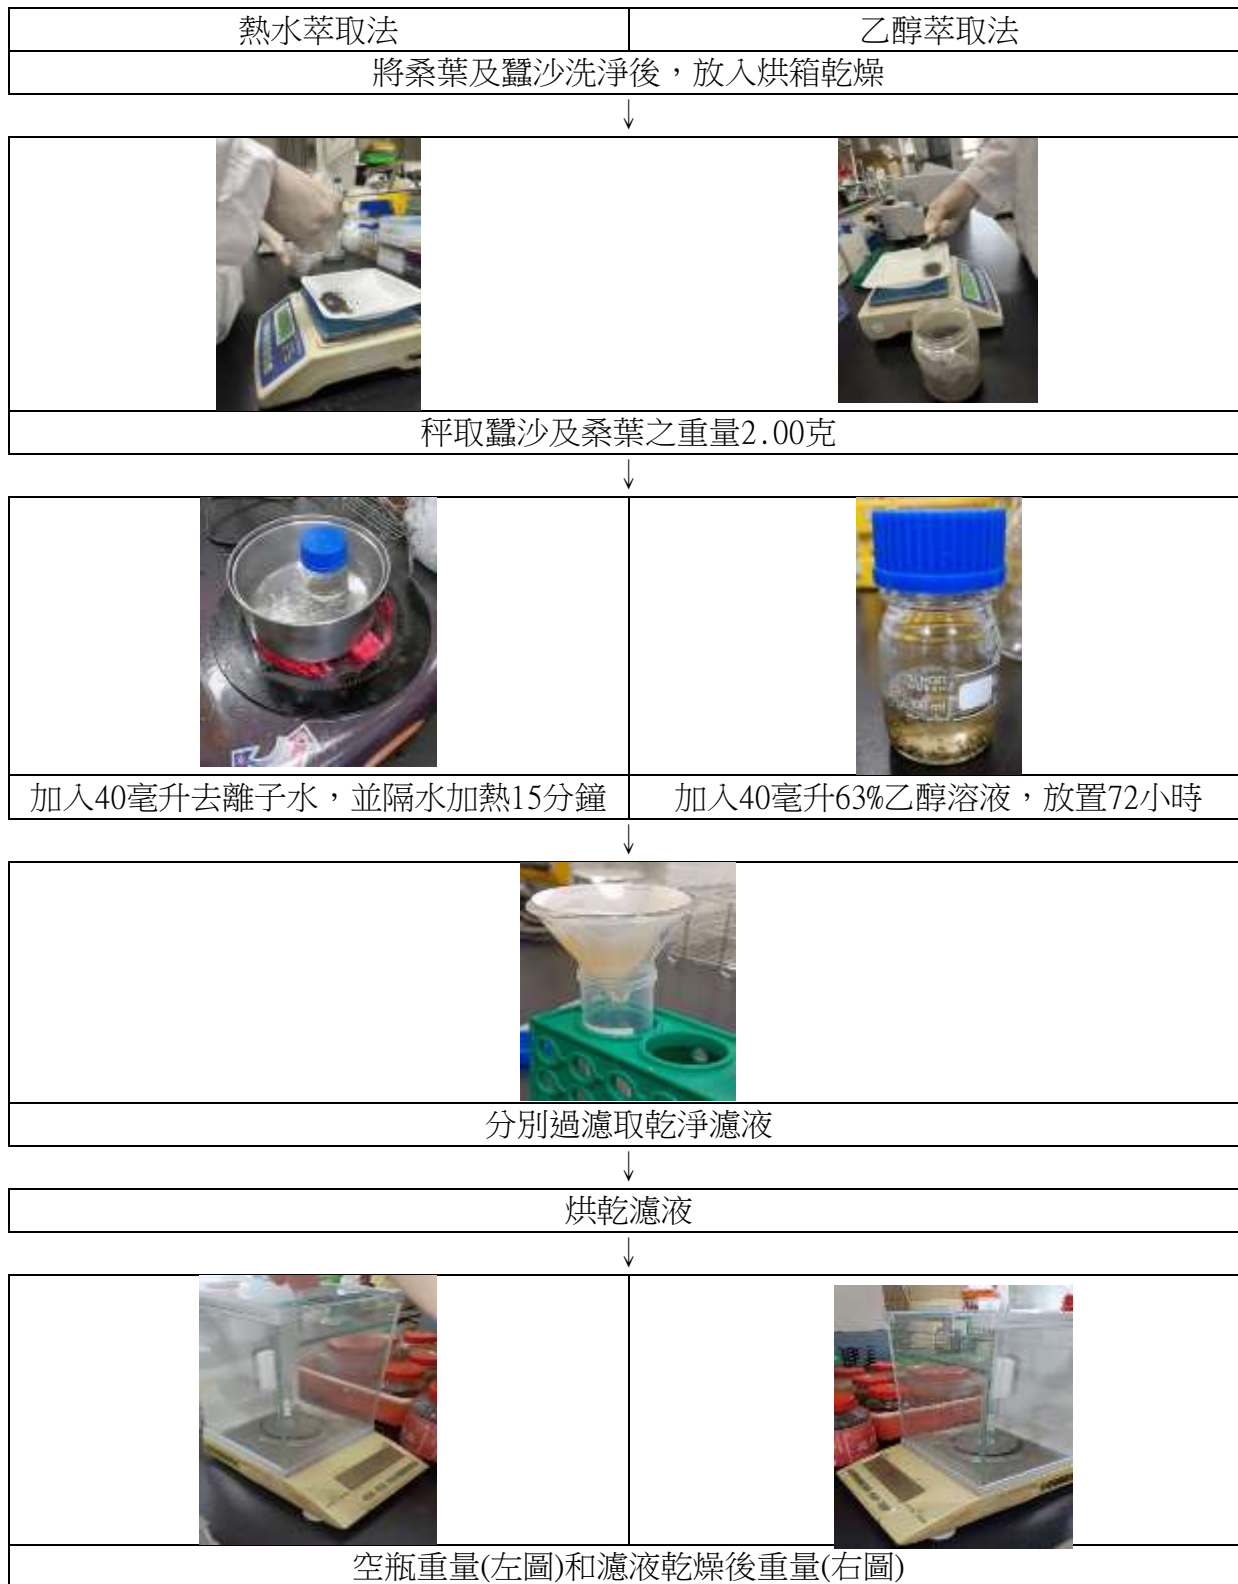 熱水萃取法
乙醇萃取法
將桑葉及蠶沙洗淨後，放入烘箱乾燥
↓
秤取蠶沙及桑葉之重量2.00克
↓
加入40毫升去離子水，並隔水加熱15分鐘
加入40毫升63%乙醇溶液，放置72小時
↓
分別過濾取乾淨濾液
↓
烘乾濾液
↓
空瓶重量(左圖)和濾液乾燥後重量(右圖)